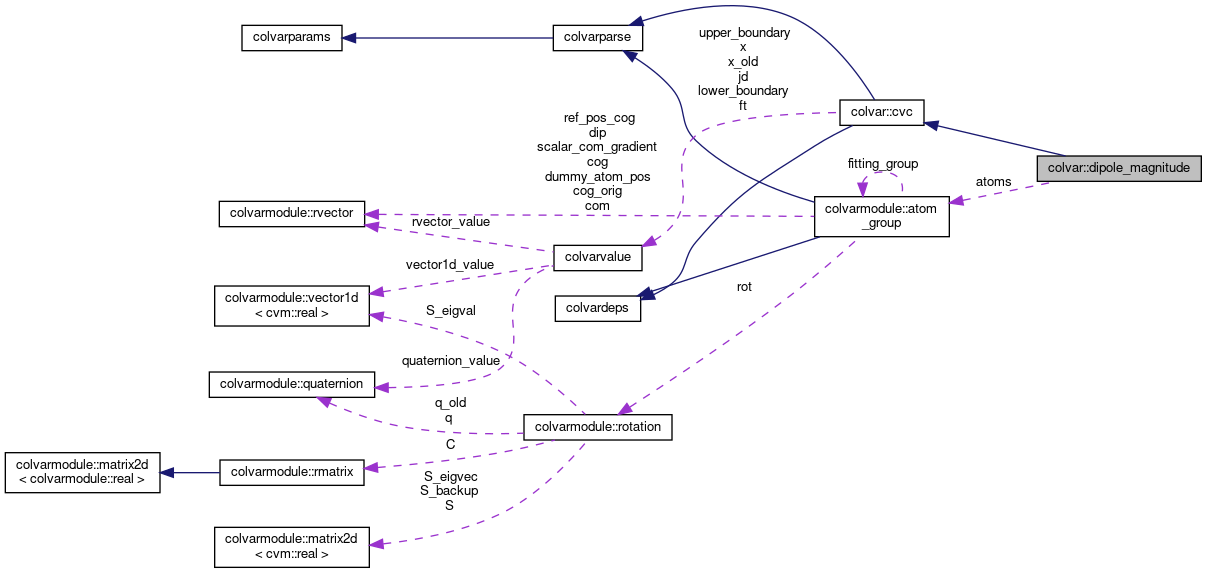 colvarparams
colvarparse
upper_boundary
x
x_old
jd
lower_boundary
ft
colvar::cvc
colvar::dipole_magnitude
ref_pos_cog
dip
scalar_com_gradient
cog
dummy_atom_pos
cog_orig
com
fitting_group
atoms
colvarmodule::atom
_group
colvarmodule::rvector
rvector_value
colvarvalue
vector1d_value
colvarmodule::vector1d
< cvm::real >
S_eigval
colvardeps
rot
quaternion_value
colvarmodule::quaternion
q_old
q
colvarmodule::rotation
C
colvarmodule::matrix2d
< colvarmodule::real >
colvarmodule::rmatrix
S_eigvec
S_backup
S
colvarmodule::matrix2d
< cvm::real >